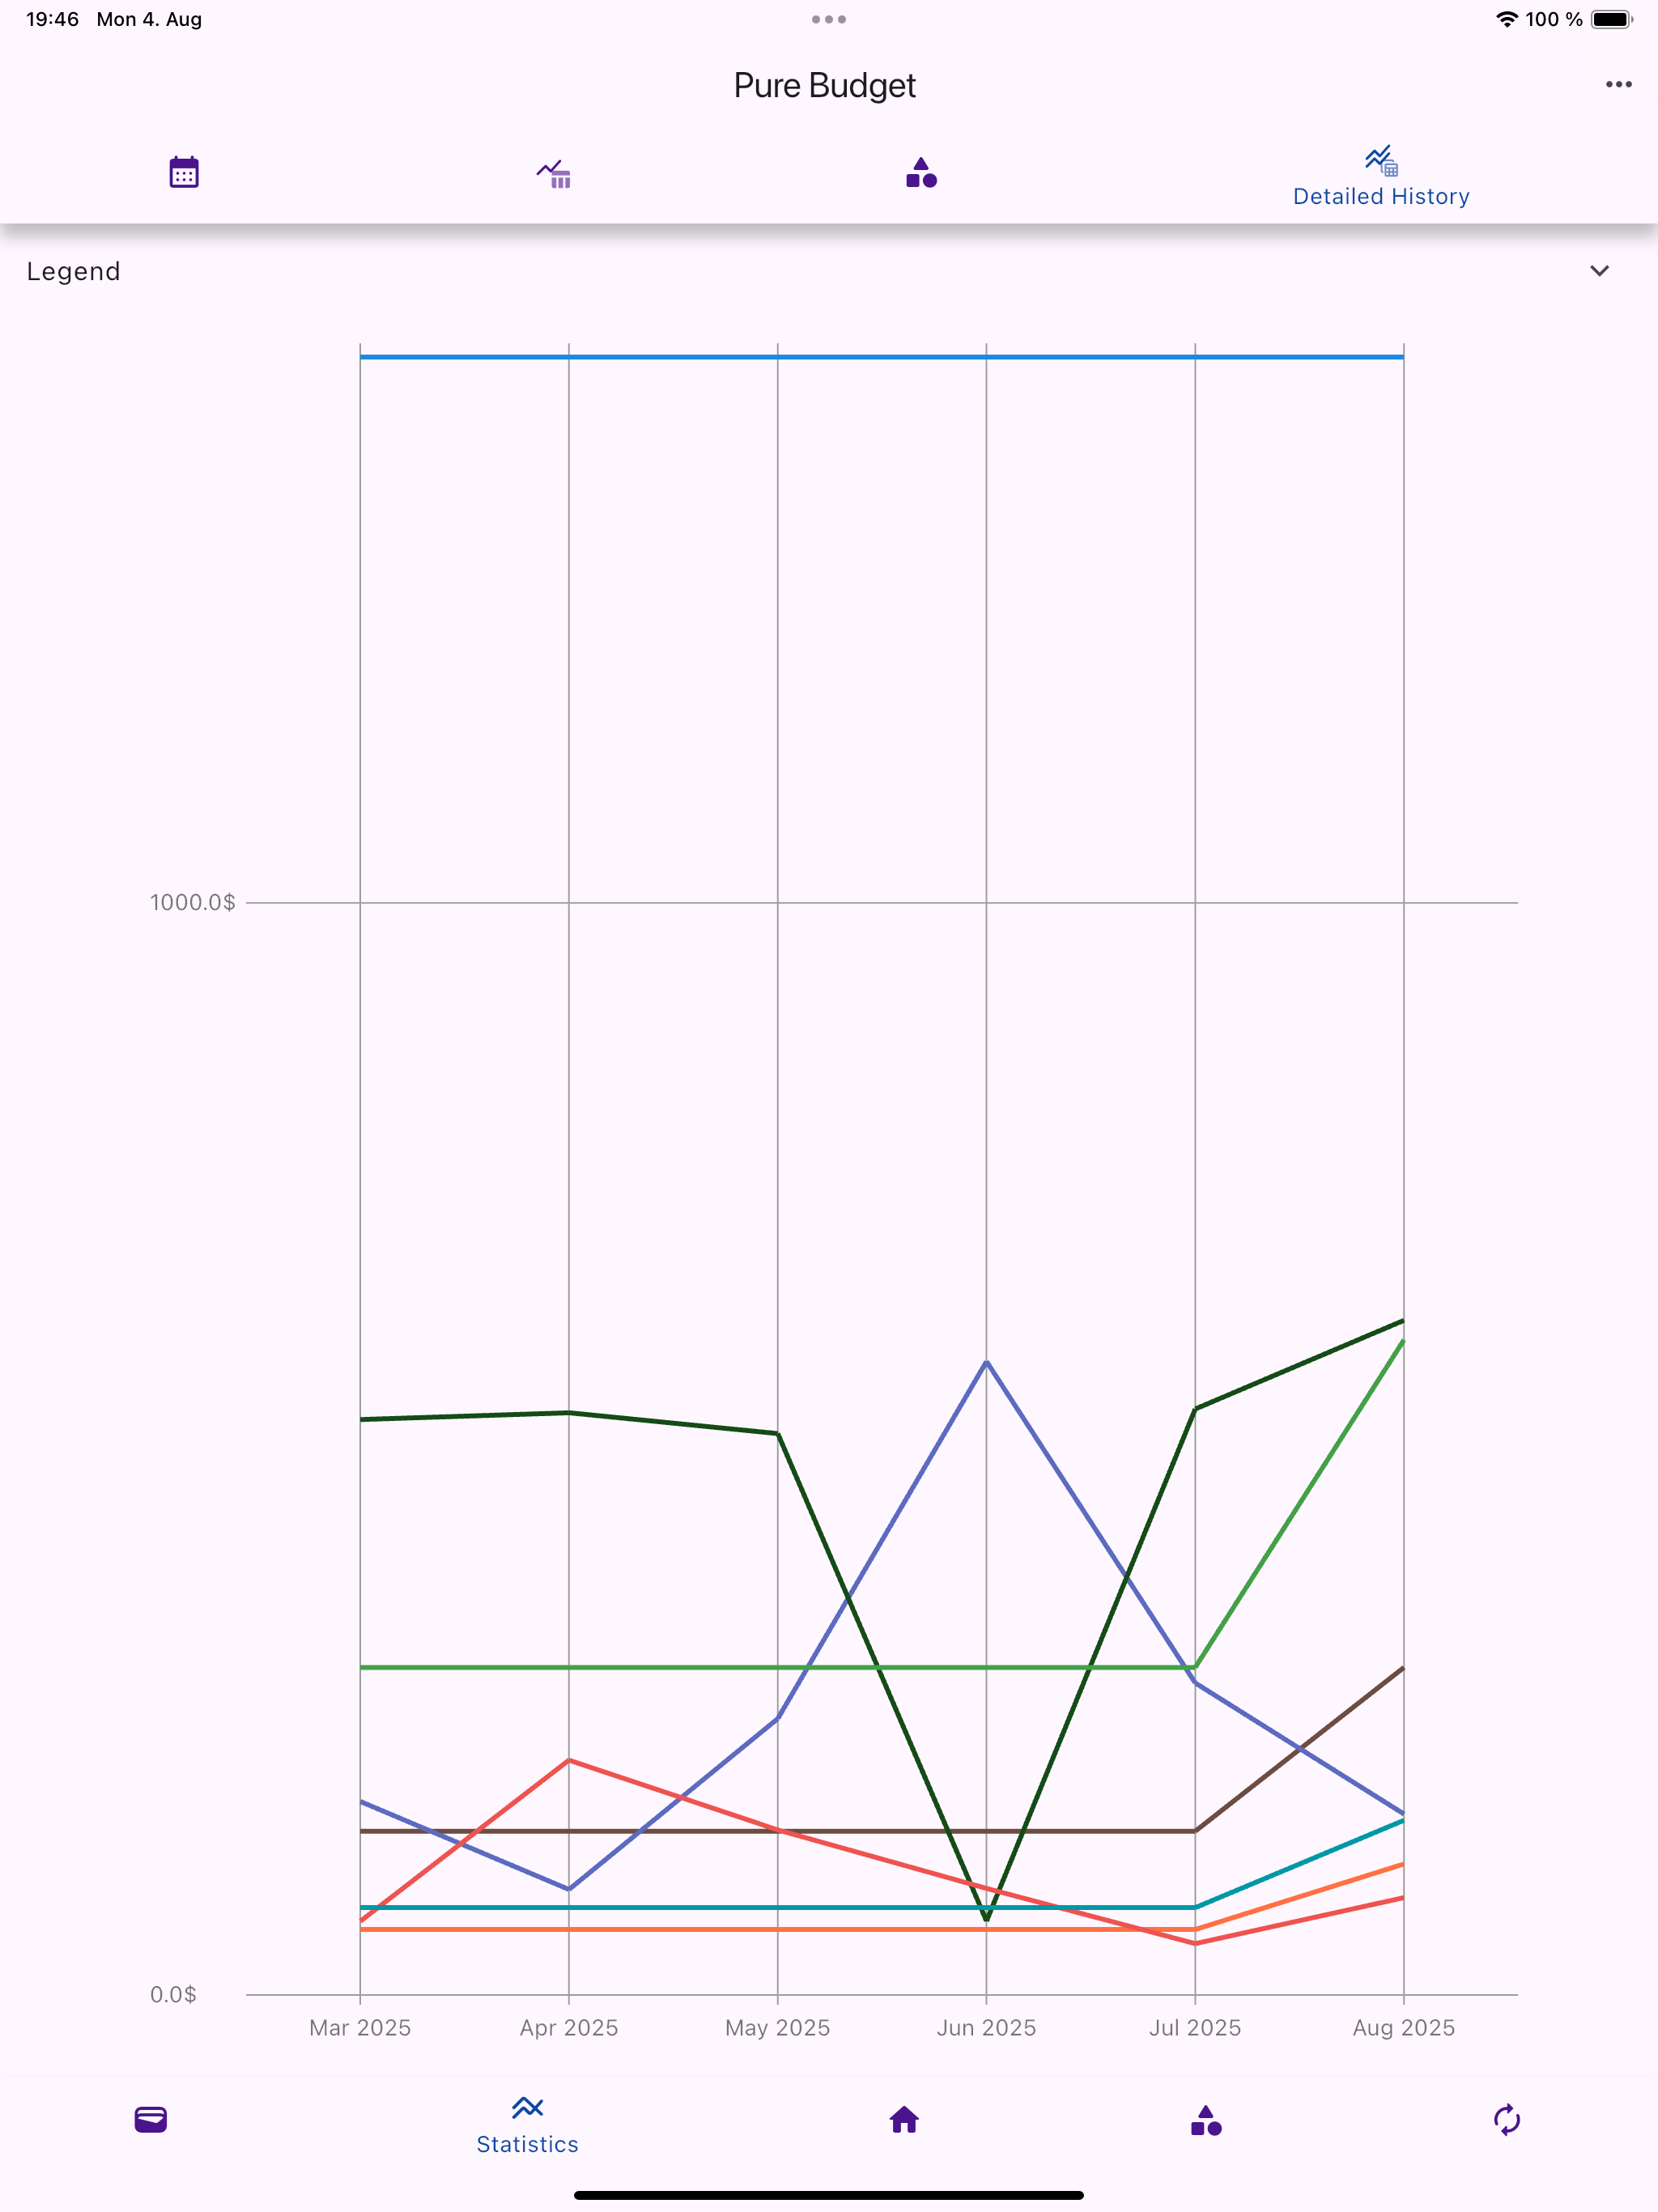 19:46 Mon 4. Aug
100 %
Pure Budget
Detailed History
Legend
1000.0$
0.0$
Mar 2025 Apr 2025 May 2025 Jun 2025 Jul 2025 Aug 2025
Statistics